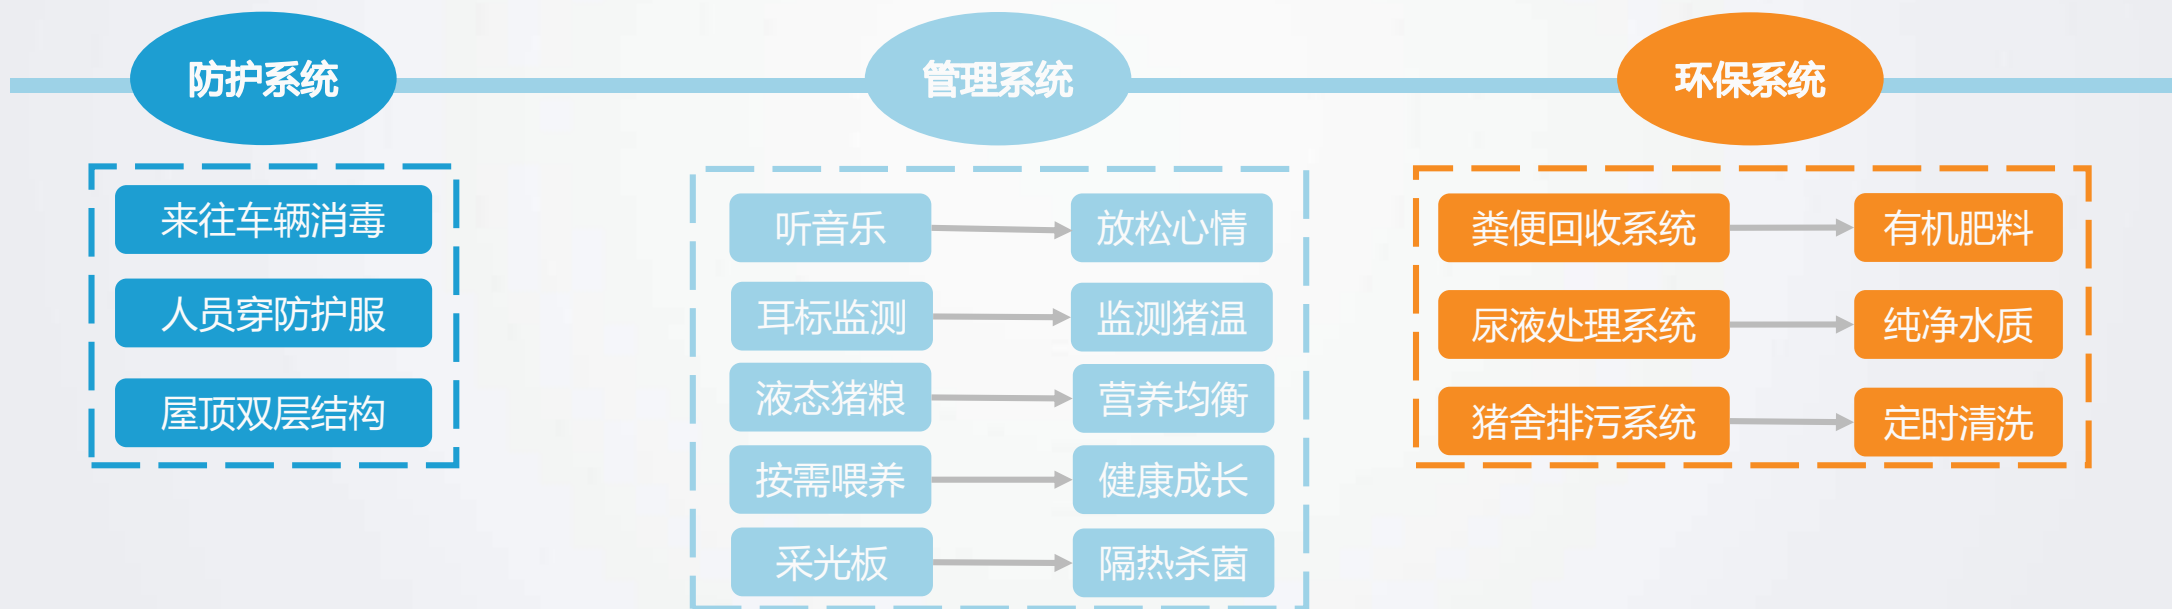 防护系统
管理系统
环保系统
来往车辆消毒
人员穿防护服
屋顶双层结构
听音乐
放松心情
耳标监测
监测猪温
液态猪粮
营养均衡
按需喂养
健康成长
采光板
隔热杀菌
粪便回收系统
有机肥料
尿液处理系统
纯净水质
猪舍排污系统
定时清洗